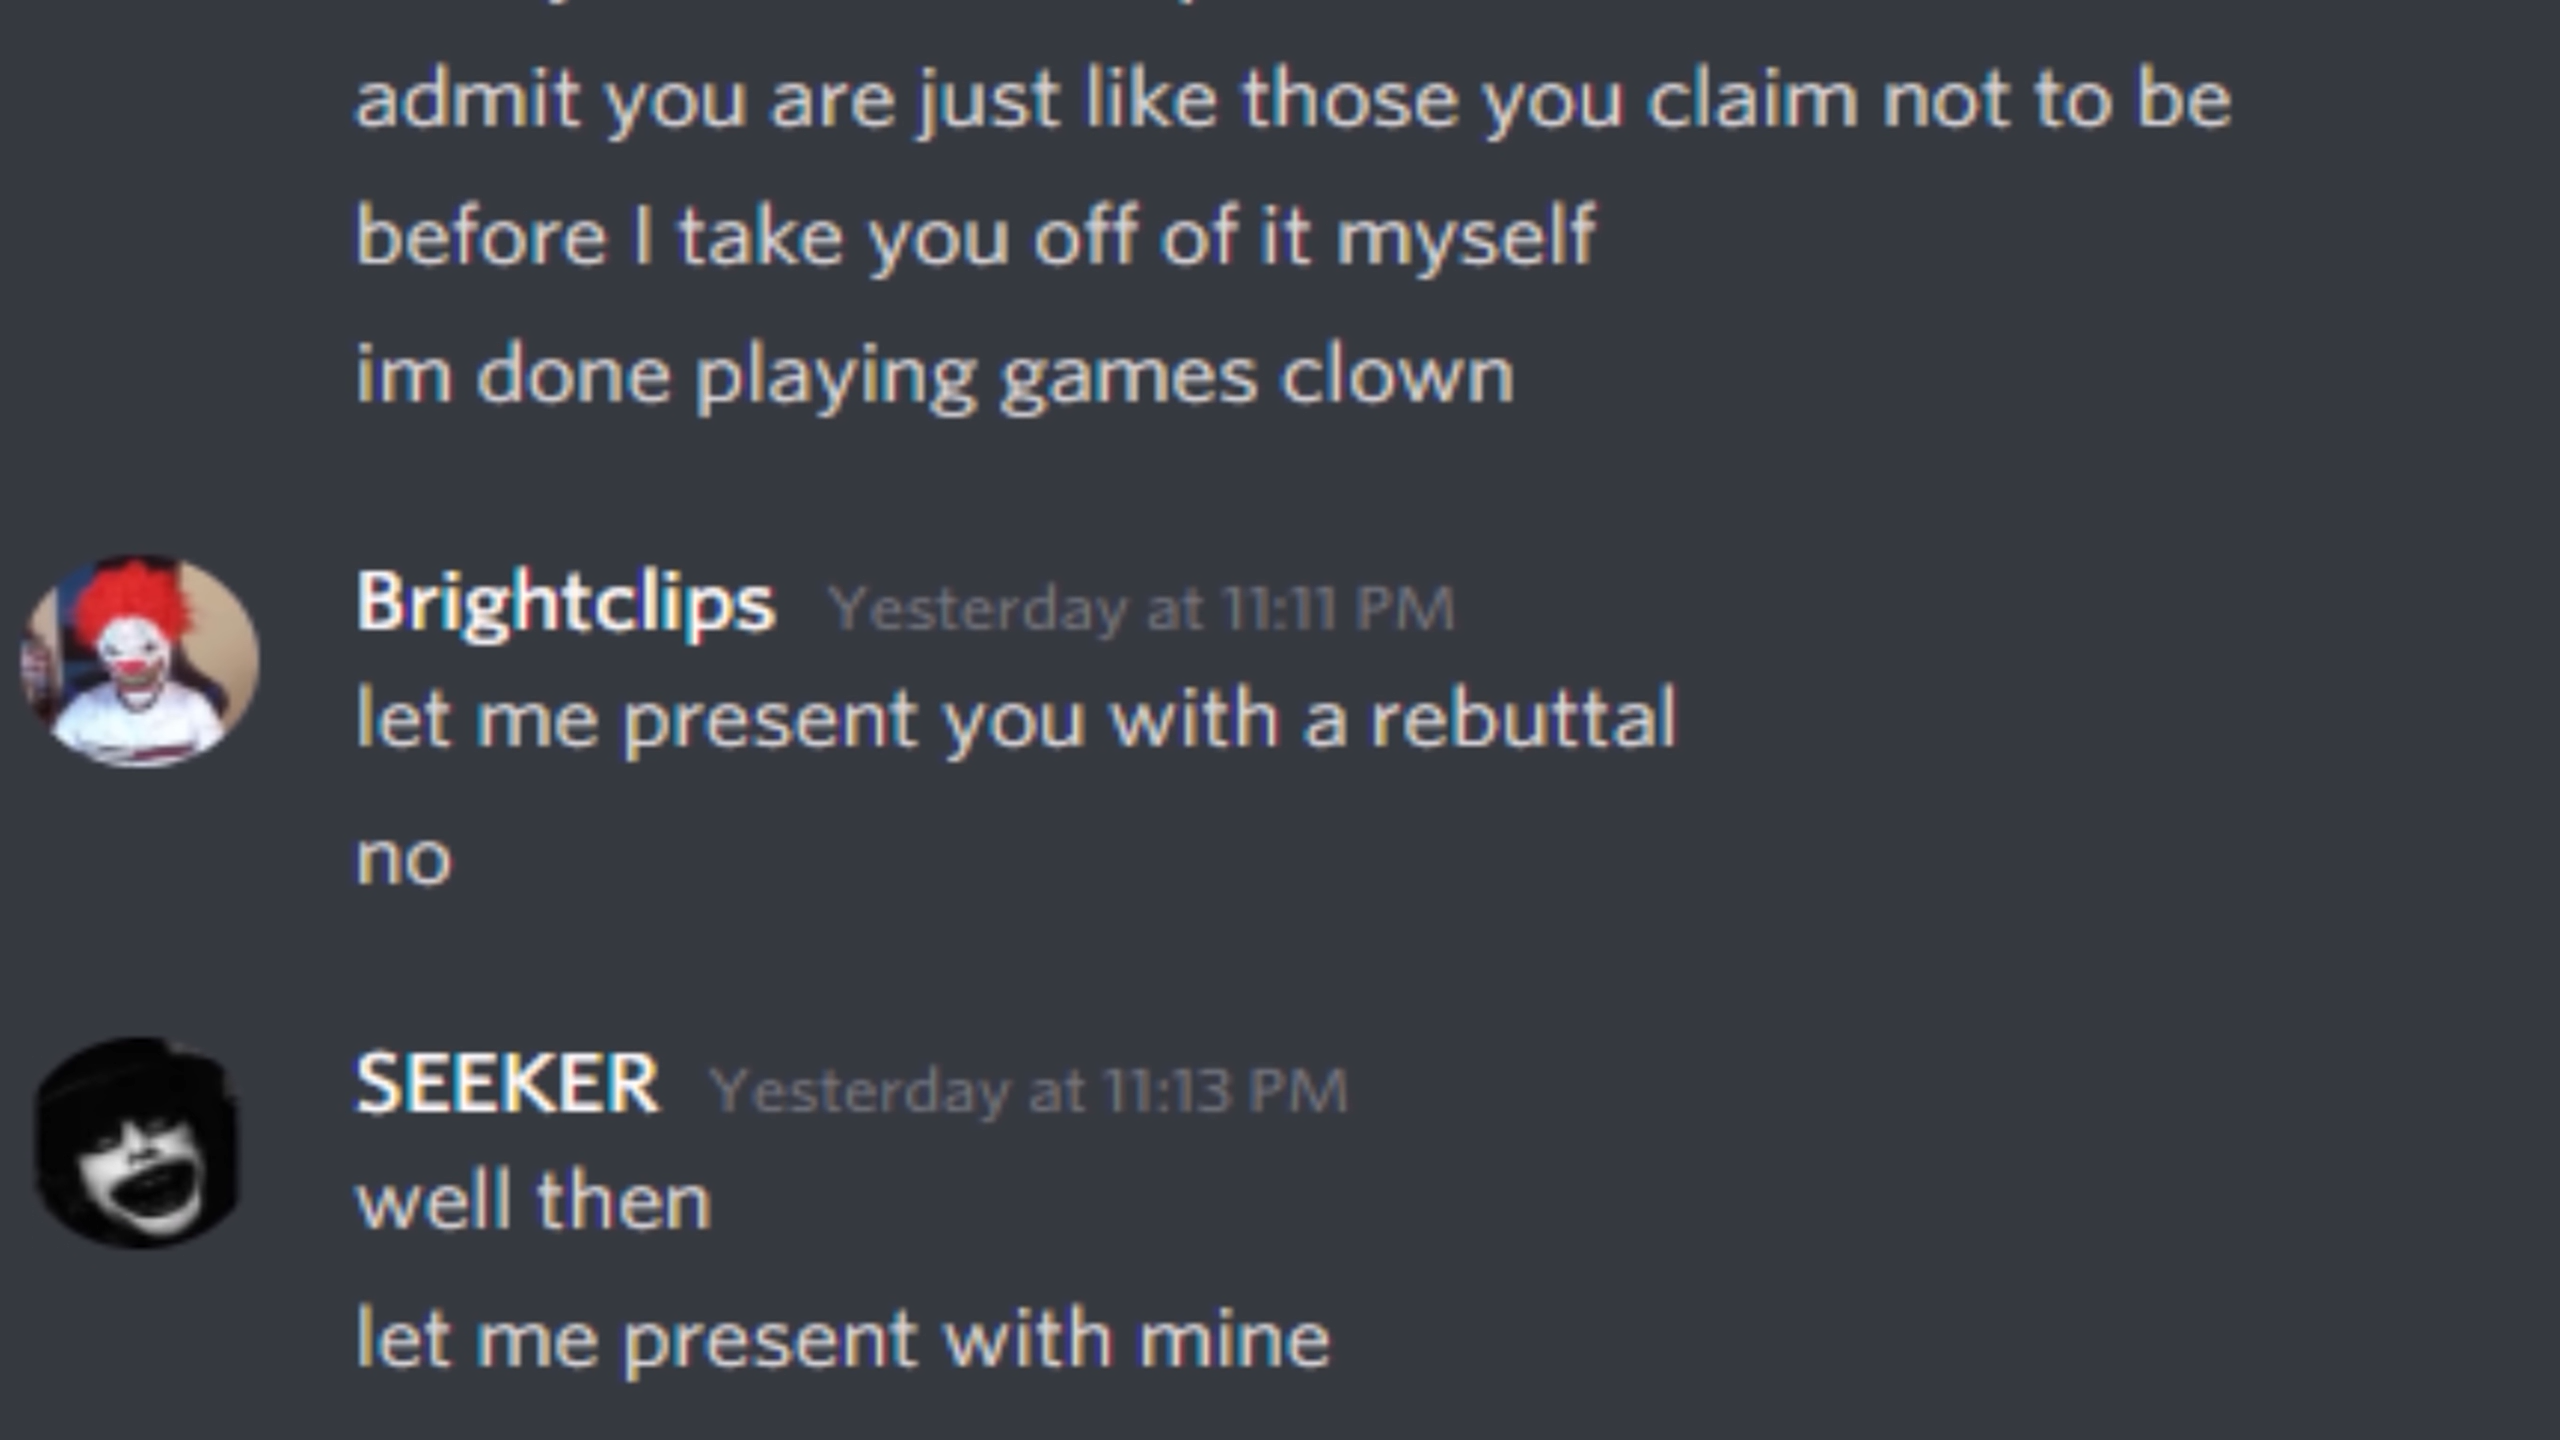 admit you are just like those you claim not to be
before I take you off of it myself
im done playing games clown
Brightclips Yesterday at 11:11 PM
let me present you with a rebuttal
no
SEEKER Yesterday at 11:13 PM
well then
let me present with mine